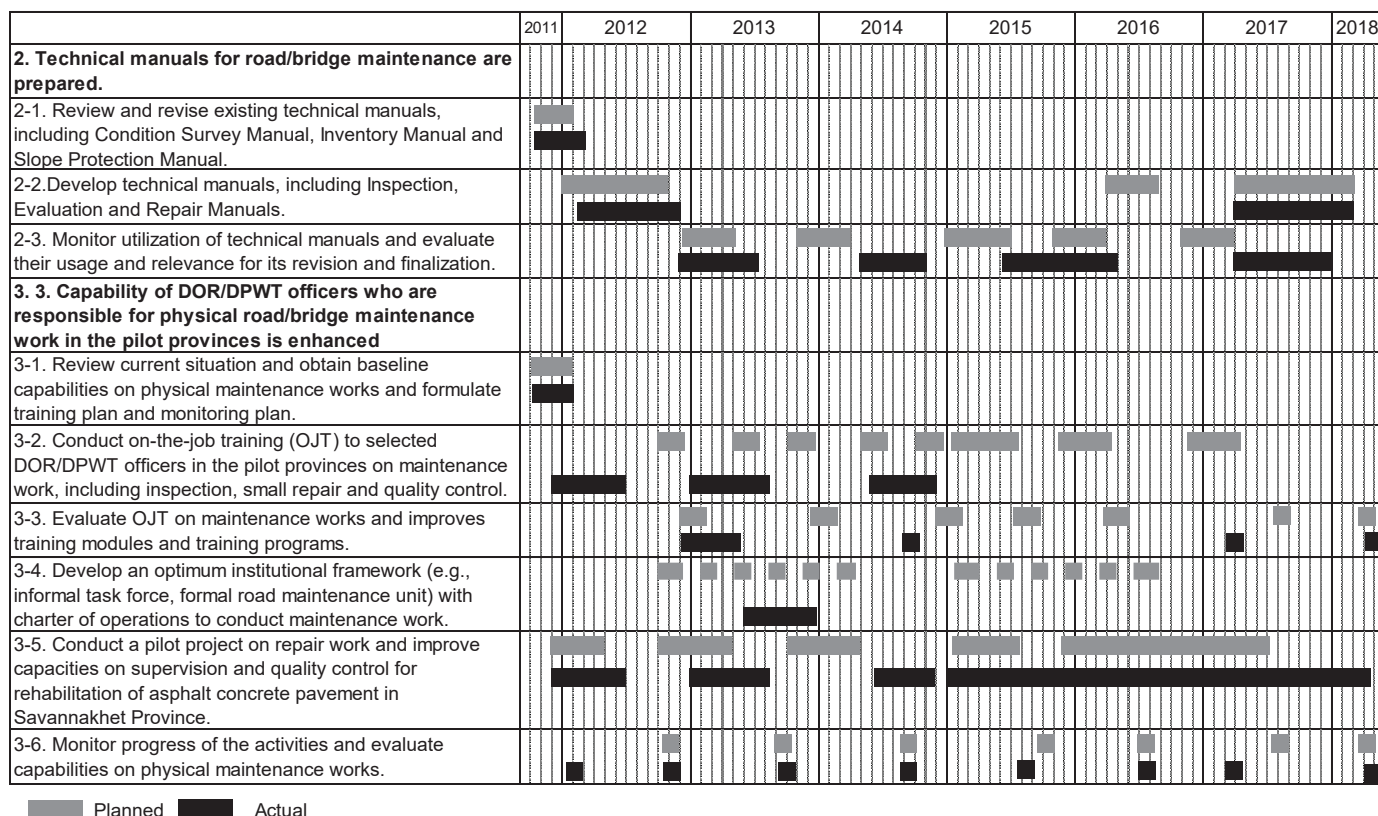 2011 2012 2013 2014 2015 2016 2017 2018
2. Technical manuals for road/bridge maintenance are
prepared.
2-1. Review and revise existing technical manuals,
including Condition Survey Manual, Inventory Manual and
Slope Protection Manual.
2-2.Develop technical manuals, including Inspection,
Evaluation and Repair Manuals.
2-3. Monitor utilization of technical manuals and evaluate
their usage and relevance for its revision and finalization.
3. 3. Capability of DOR/DPWT officers who are
responsible for physical road/bridge maintenance
work in the pilot provinces is enhanced
3-1. Review current situation and obtain baseline
capabilities on physical maintenance works and formulate
training plan and monitoring plan.
3-2. Conduct on-the-job training (OJT) to selected
DOR/DPWT officers in the pilot provinces on maintenance
work, including inspection, small repair and quality control.
3-3. Evaluate OJT on maintenance works and improves
training modules and training programs.
3-4. Develop an optimum institutional framework (e.g.,
informal task force, formal road maintenance unit) with
charter of operations to conduct maintenance work.
3-5. Conduct a pilot project on repair work and improve
capacities on supervision and quality control for
rehabilitation of asphalt concrete pavement in
Savannakhet Province.
3-6. Monitor progress of the activities and evaluate
capabilities on physical maintenance works.
Planned Actual